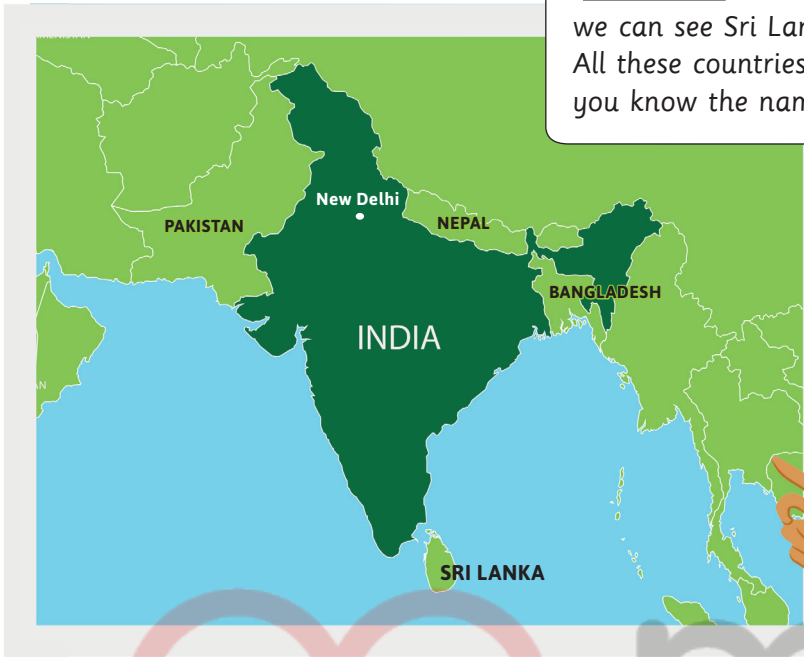 we can see Sri Lan
All these countries
you know the nam
New Delhi
PAKISTAN
NEPAL
BANGLADESH
INDIA
AN
SRI LANKA